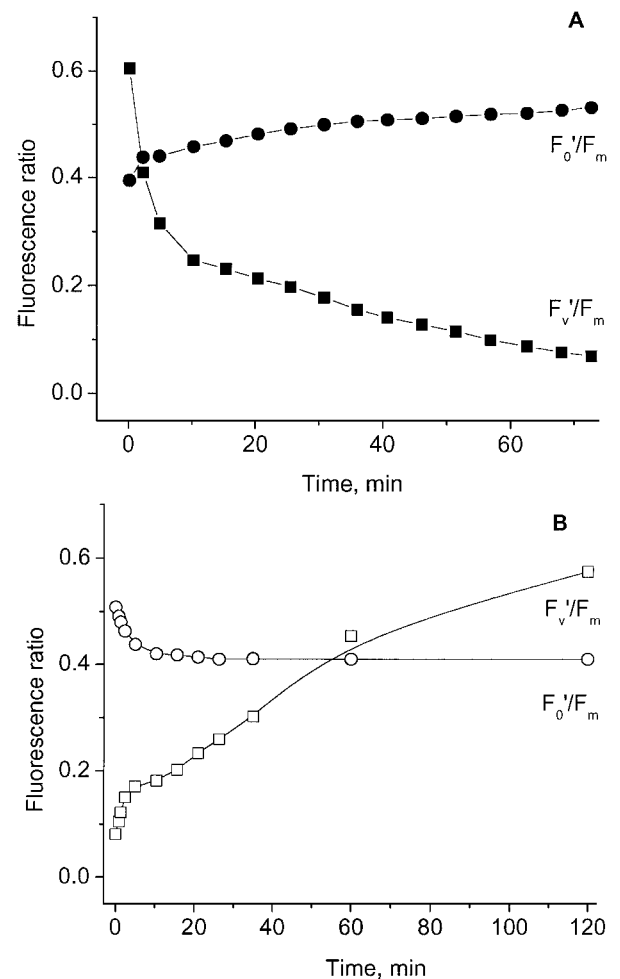 A
Fluorescence ratio
0.6
0.4
0.2
0.0
F₀'/Fₘ
Fᵥ'/Fₘ
0 20 40 60
Time, min
B
Fluorescence ratio
0.6
0.4
0.2
0.0
Fᵥ'/Fₘ
F₀'/Fₘ
0 20 40 60 80 100 120
Time, min